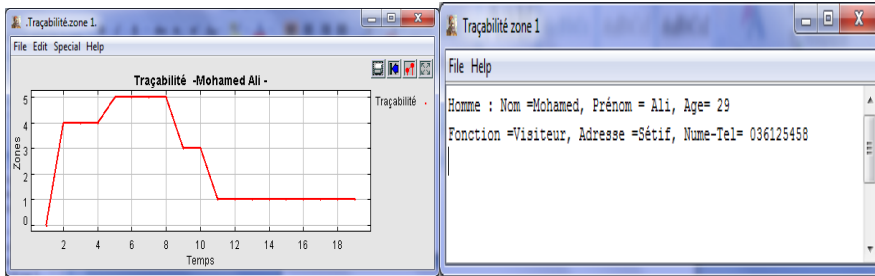 .Traçabilité.zone 1.
File Edit Special Help
Traçabilité -Mohamed Ali -
Traçabilité
Zones
5
4
3
2
1
0
2 4 6 8 10 12 14 16 18
Temps
Traçabilité zone 1
File Help
Homme : Nom =Mohamed, Prénom = Ali, Age= 29
Fonction =Visiteur, Adresse =Sétif, Nume-Tel= 036125458